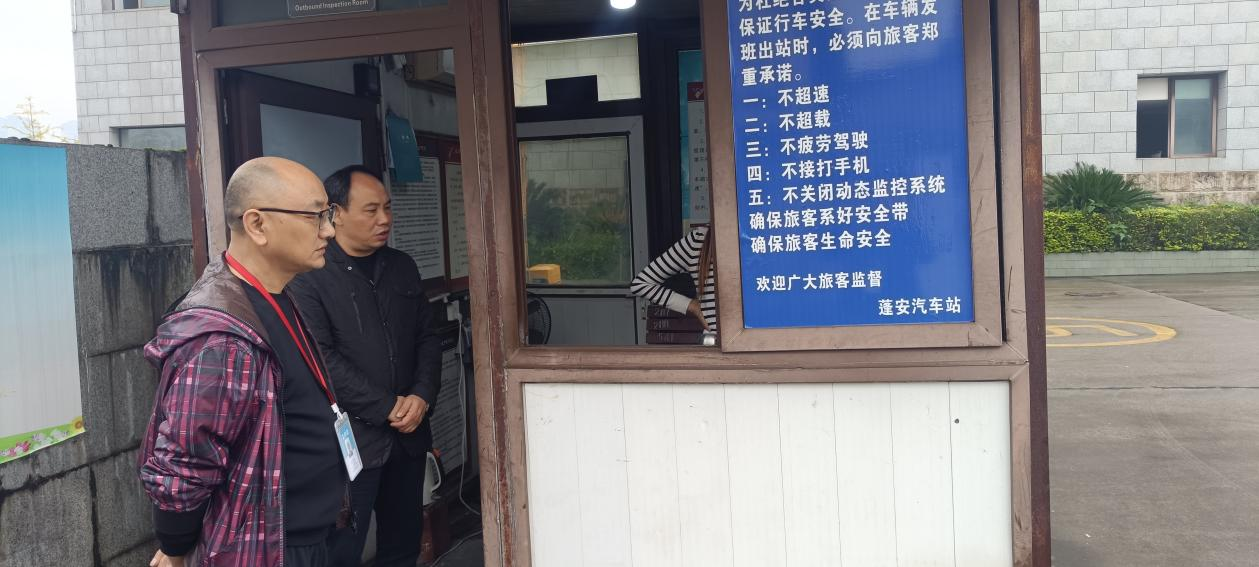 Outbound Inspection Room
保证行车安全。在车辆发
班出站时，必须向旅客郑
重承诺。
一：不超速
二：不超载
三：不疲劳驾驶
四：不接打手机
五：不关闭动态监控系统
确保旅客系好安全带
确保旅客生命安全
欢迎广大旅客监督
蓬安汽车站